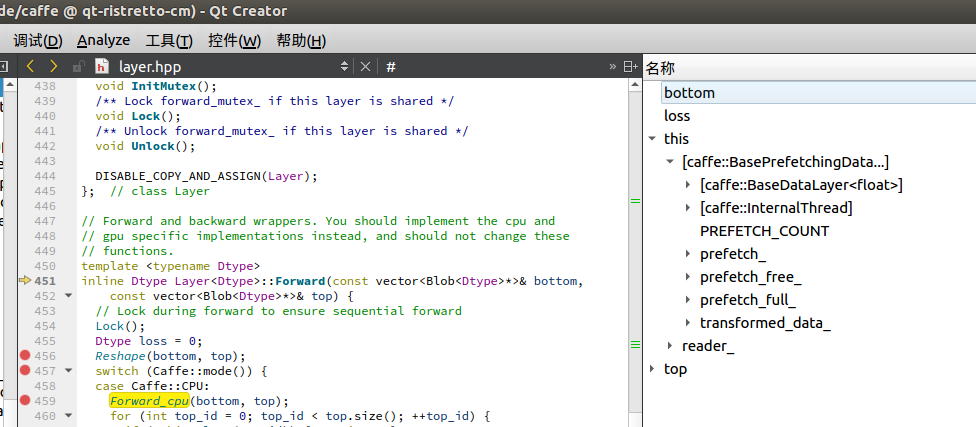 de/caffe @ qt-ristretto-cm) - Qt Creator
调试(D) Analyze 工具(T) 控件(W) 帮助(H)
layer.hpp #
438 void InitMutex();
439 /** Lock forward_mutex_ if this layer is shared */
440 void Lock();
441 /** Unlock forward_mutex_ if this layer is shared */
442 void Unlock();
443
444 DISABLE_COPY_AND_ASSIGN(Layer);
445 }; // class Layer
446
447 // Forward and backward wrappers. You should implement the cpu and
448 // gpu specific implementations instead, and should not change these
449 // functions.
450 template <typename Dtype>
451 inline Dtype Layer<Dtype>::Forward(const vector<Blob<Dtype>*>& bottom,
452 const vector<Blob<Dtype>*>& top) {
453 // Lock during forward to ensure sequential forward
454 Lock();
455 Dtype loss = 0;
456 Reshape(bottom, top);
457 switch (Caffe::mode()) {
458 case Caffe::CPU:
459 Forward_cpu(bottom, top);
460 for (int top_id = 0; top_id < top.size(); ++top_id) {
名称
bottom
loss
this
[caffe::BasePrefetchingData...]
[caffe::BaseDataLayer<float>]
[caffe::InternalThread]
PREFETCH_COUNT
prefetch_
prefetch_free_
prefetch_full_
transformed_data_
reader_
top